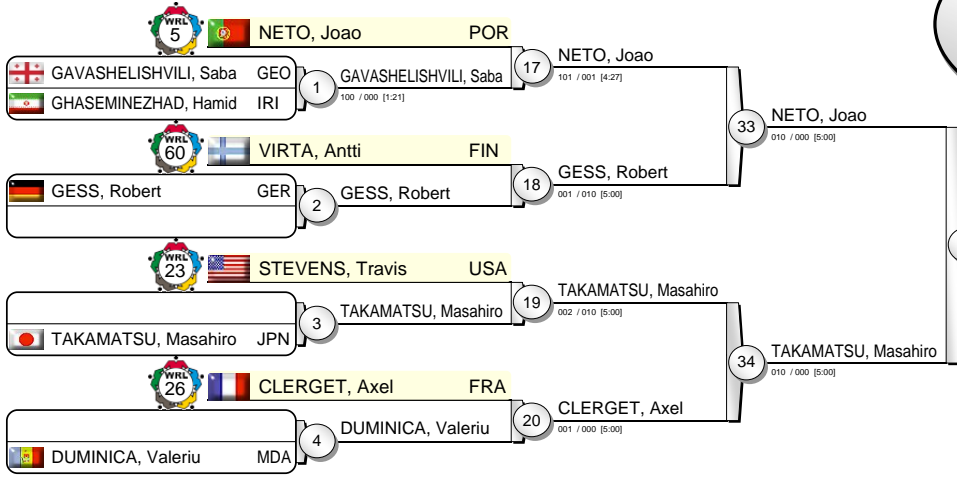 WRL
5
NETO, Joao POR
GAVASHELISHVILI, Saba GEO
GHASEMINEZHAD, Hamid IRI
1
GAVASHELISHVILI, Saba
100 / 000 [1:21]
17
NETO, Joao
101 / 001 [4:27]
WRL
60
VIRTA, Antti FIN
GESS, Robert GER
2
GESS, Robert
18
GESS, Robert
001 / 010 [5:00]
33
NETO, Joao
010 / 000 [5:00]
WRL
23
STEVENS, Travis USA
TAKAMATSU, Masahiro JPN
3
TAKAMATSU, Masahiro
19
TAKAMATSU, Masahiro
002 / 010 [5:00]
WRL
26
CLERGET, Axel FRA
DUMINICA, Valeriu MDA
4
DUMINICA, Valeriu
20
CLERGET, Axel
001 / 000 [5:00]
34
TAKAMATSU, Masahiro
010 / 000 [5:00]